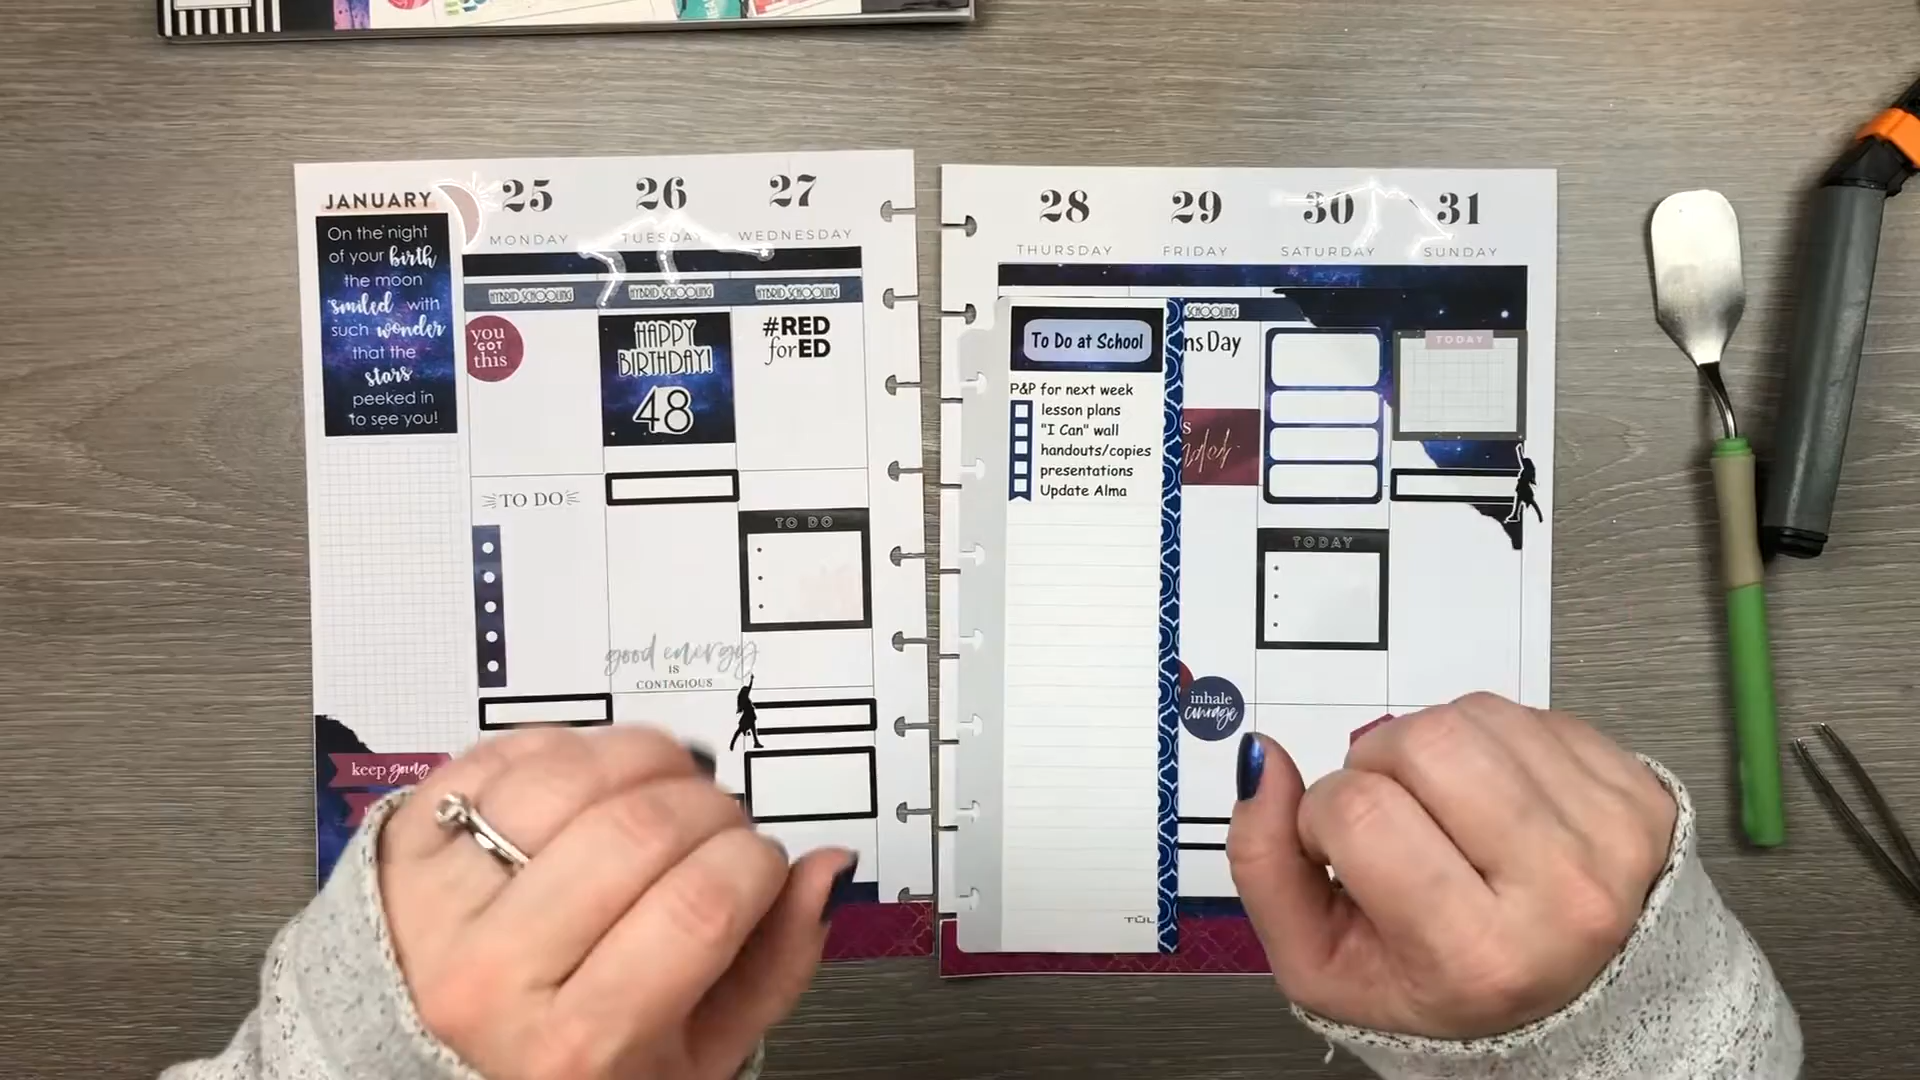 JANUARY
On the night
of your birth
the moon
smiled with
such wonder
that the
stars
peeked in
to see you!
keep going
25
MONDAY
HYBRID SCHOOLING
you
GOT
this
TO DO
26
TUESDAY
HYBRID SCHOOLING
HAPPY
BIRTHDAY!
48
good energy
IS
CONTAGIOUS
27
WEDNESDAY
HYBRID SCHOOLING
#RED
forED
TO DO
28
THURSDAY
To Do at School
P&P for next week
lesson plans
"I Can" wall
handouts/copies
presentations
Update Alma
TUL
29
FRIDAY
SCHOOLING
ns Day
inhale
courage
30
SATURDAY
TODAY
31
SUNDAY
TODAY